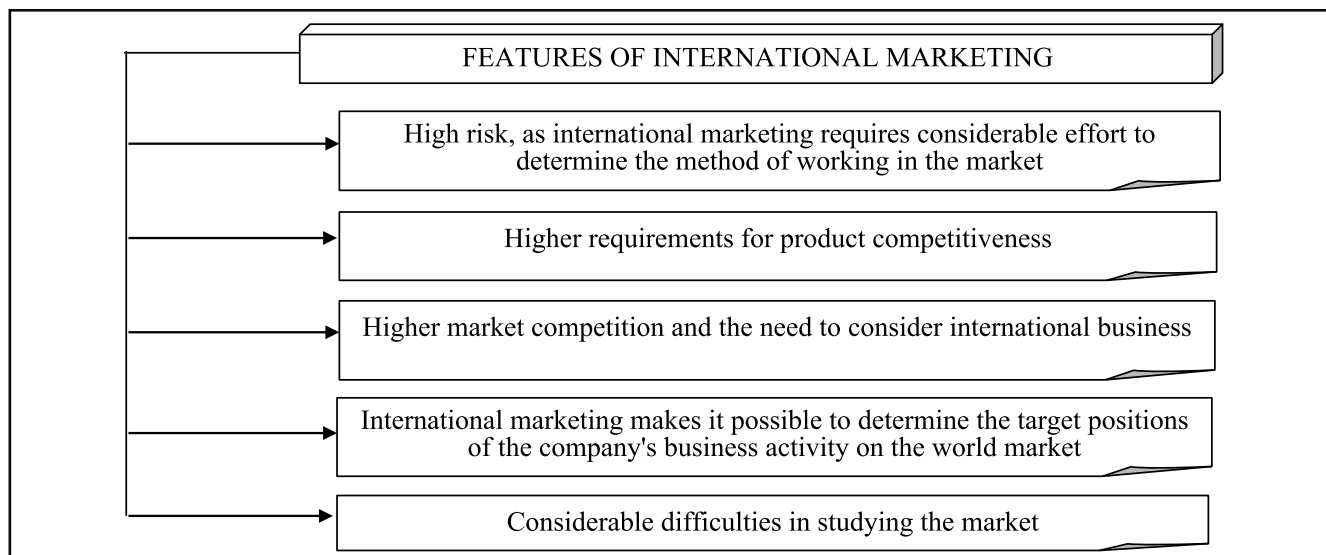 FEATURES OF INTERNATIONAL MARKETING
High risk, as international marketing requires considerable effort to
determine the method of working in the market
Higher requirements for product competitiveness
Higher market competition and the need to consider international business
International marketing makes it possible to determine the target positions
of the company's business activity on the world market
Considerable difficulties in studying the market